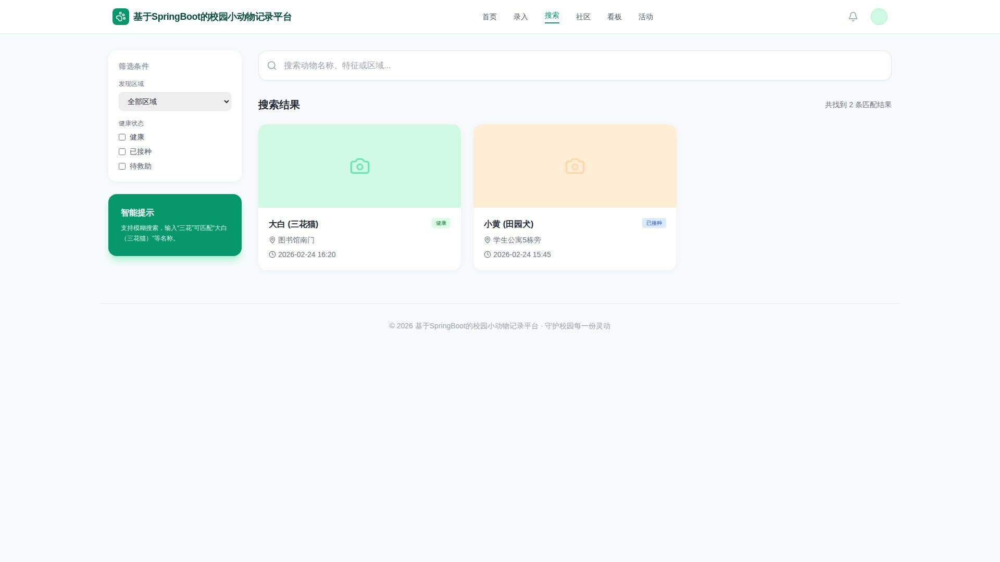 基于SpringBoot的校园小动物记录平台
首页
录入
搜索
社区
看板
活动
筛选条件
发现区域
全部区域
健康状态
健康
已接种
待救助
智能提示
支持模糊搜索，输入“三花”可匹配“大白
（三花猫）”等名称。
搜索动物名称、特征或区域...
搜索结果
共找到 2 条匹配结果
大白 (三花猫)
健康
图书馆南门
2026-02-24 16:20
小黄 (田园犬)
已接种
学生公寓5栋旁
2026-02-24 15:45
© 2026 基于SpringBoot的校园小动物记录平台 · 守护校园每一份灵动